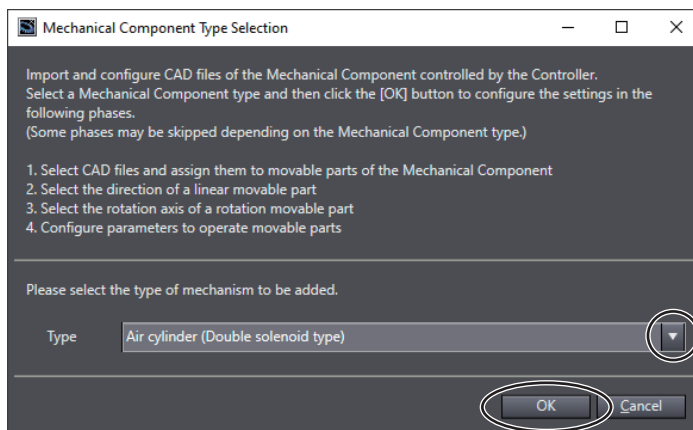 Mechanical Component Type Selection
Import and configure CAD files of the Mechanical Component controlled by the Controller.
Select a Mechanical Component type and then click the [OK] button to configure the settings in the
following phases.
(Some phases may be skipped depending on the Mechanical Component type.)
1. Select CAD files and assign them to movable parts of the Mechanical Component
2. Select the direction of a linear movable part
3. Select the rotation axis of a rotation movable part
4. Configure parameters to operate movable parts
Please select the type of mechanism to be added.
Type Air cylinder (Double solenoid type)
OK Cancel